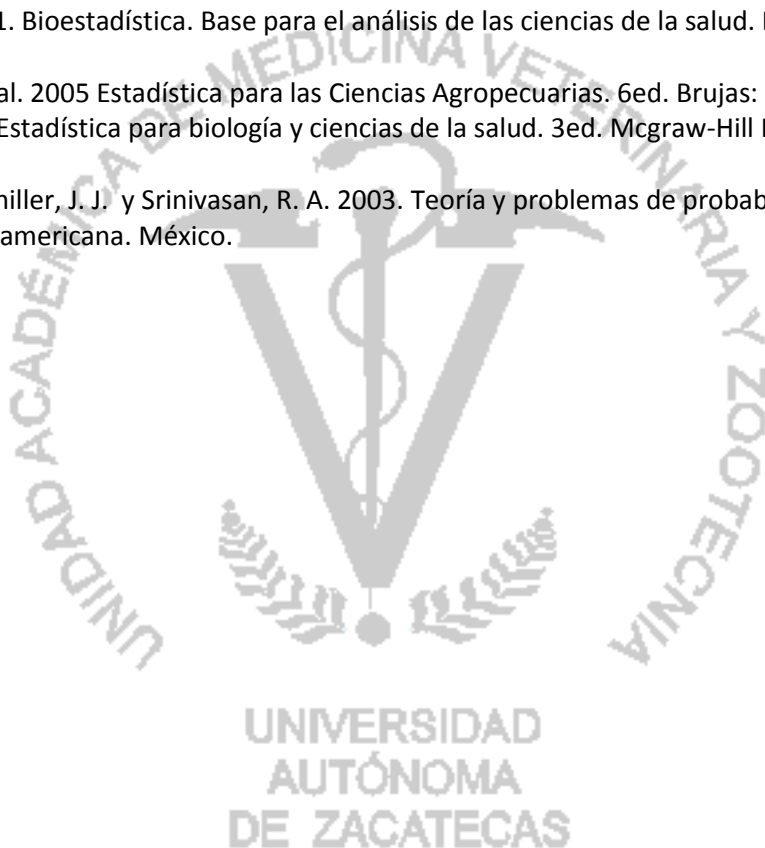 1. Bioestadística. Base para el análisis de las ciencias de la salud.
al. 2005 Estadística para las Ciencias Agropecuarias. 6ed. Brujas:
Estadística para biología y ciencias de la salud. 3ed. Mcgraw-Hill
niller, J. J. y Srinivasan, R. A. 2003. Teoría y problemas de probab
americana. México.
UNIDAD ACADÉMICA DE MEDICINA VETERINARIA Y ZOOTECNIA
UNIVERSIDAD
AUTÓNOMA
DE ZACATECAS